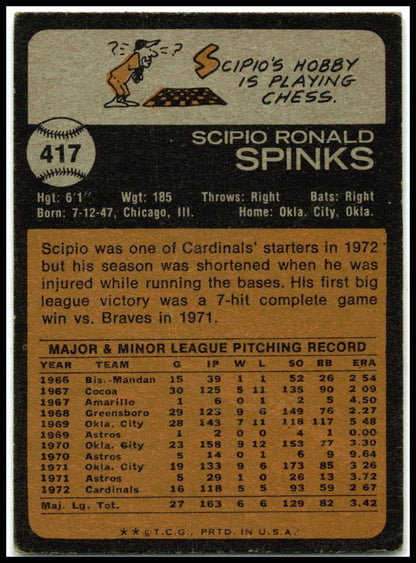 ?=  =?
SCIPIO'S HOBBY
IS PLAYING
CHESS.
417
SCIPIO RONALD
SPINKS
Hgt: 6'1" Wgt: 185 Throws: Right Bats: Right
Born: 7-12-47, Chicago, Ill. Home: Okla. City, Okla.
Scipio was one of Cardinals' starters in 1972
but his season was shortened when he was
injured while running the bases. His first big
league victory was a 7-hit complete game
win vs. Braves in 1971.
MAJOR & MINOR LEAGUE PITCHING RECORD
YEAR TEAM G IP W L SO BB ERA
1966 Bis.-Mandan 15 39 1 1 52 26 2 54
1967 Cocoa 30 125 5 11 135 90 2 09
1967 Amarillo 1 6 0 1 2 5 4.50
1968 Greensboro 29 123 9 6 149 76 2.27
1969 Okla. City 28 143 7 11 118 117 5 48
1969 Astros 1 2 0 0 4 1 0.00
1970 Okla. City 23 158 9 12 153 77 3.30
1970 Astros 5 14 0 1 6 9 9.64
1971 Okla. City 19 133 9 6 173 85 3 26
1971 Astros 5 29 1 0 26 13 3.72
1972 Cardinals 16 118 5 5 93 59 2 67
Maj. Lg. Tot. 27 163 6 6 129 82 3.42
★★©T.C.G., PRTD. IN U.S.A.